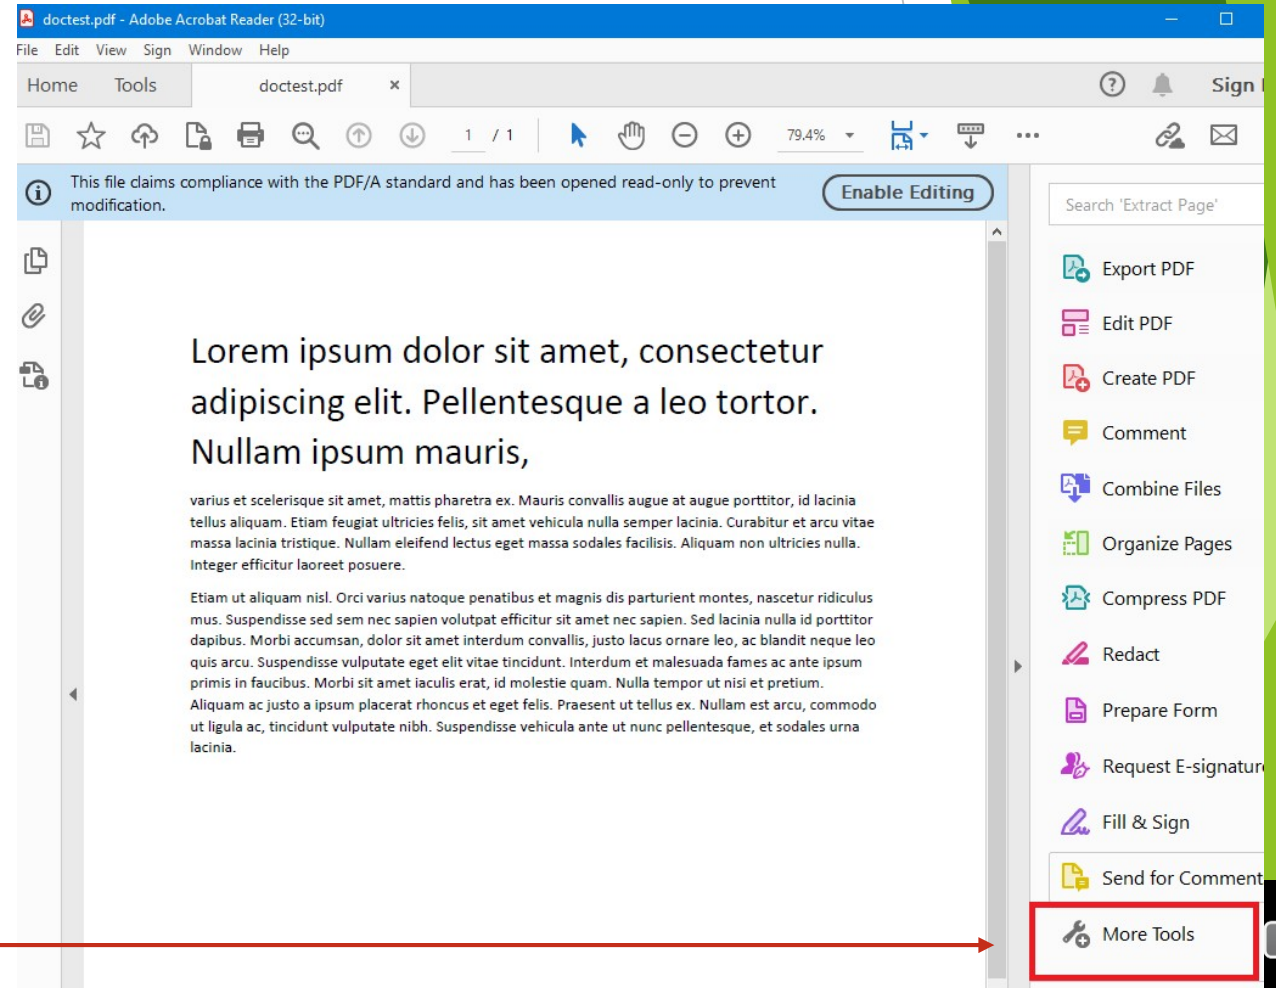 doctest.pdf - Adobe Acrobat Reader (32-bit)
File Edit View Sign Window Help
Home Tools doctest.pdf × Sign
1 / 1 79.4%
This file claims compliance with the PDF/A standard and has been opened read-only to prevent
modification.
Enable Editing
Lorem ipsum dolor sit amet, consectetur
adipiscing elit. Pellentesque a leo tortor.
Nullam ipsum mauris,
varius et scelerisque sit amet, mattis pharetra ex. Mauris convallis augue at augue porttitor, id lacinia
tellus aliquam. Etiam feugiat ultricies felis, sit amet vehicula nulla semper lacinia. Curabitur et arcu vitae
massa lacinia tristique. Nullam eleifend lectus eget massa sodales facilisis. Aliquam non ultricies nulla.
Integer efficitur laoreet posuere.
Etiam ut aliquam nisl. Orci varius natoque penatibus et magnis dis parturient montes, nascetur ridiculus
mus. Suspendisse sed sem nec sapien volutpat efficitur sit amet nec sapien. Sed lacinia nulla id porttitor
dapibus. Morbi accumsan, dolor sit amet interdum convallis, justo lacus ornare leo, ac blandit neque leo
quis arcu. Suspendisse vulputate eget elit vitae tincidunt. Interdum et malesuada fames ac ante ipsum
primis in faucibus. Morbi sit amet iaculis erat, id molestie quam. Nulla tempor ut nisi et pretium.
Aliquam ac justo a ipsum placerat rhoncus et eget felis. Praesent ut tellus ex. Nullam est arcu, commodo
ut ligula ac, tincidunt vulputate nibh. Suspendisse vehicula ante ut nunc pellentesque, et sodales urna
lacinia.
Search 'Extract Page'
Export PDF
Edit PDF
Create PDF
Comment
Combine Files
Organize Pages
Compress PDF
Redact
Prepare Form
Request E-signature
Fill & Sign
Send for Comment
More Tools